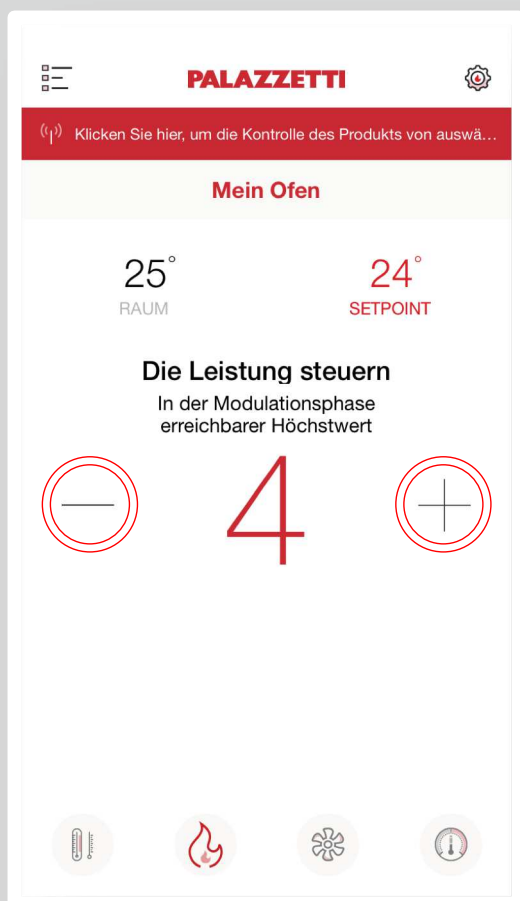 PALAZZETTI
Klicken Sie hier, um die Kontrolle des Produkts von auswä...
Mein Ofen
25°
24°
RAUM
SETPOINT
Die Leistung steuern
In der Modulationsphase
erreichbarer Höchstwert
4